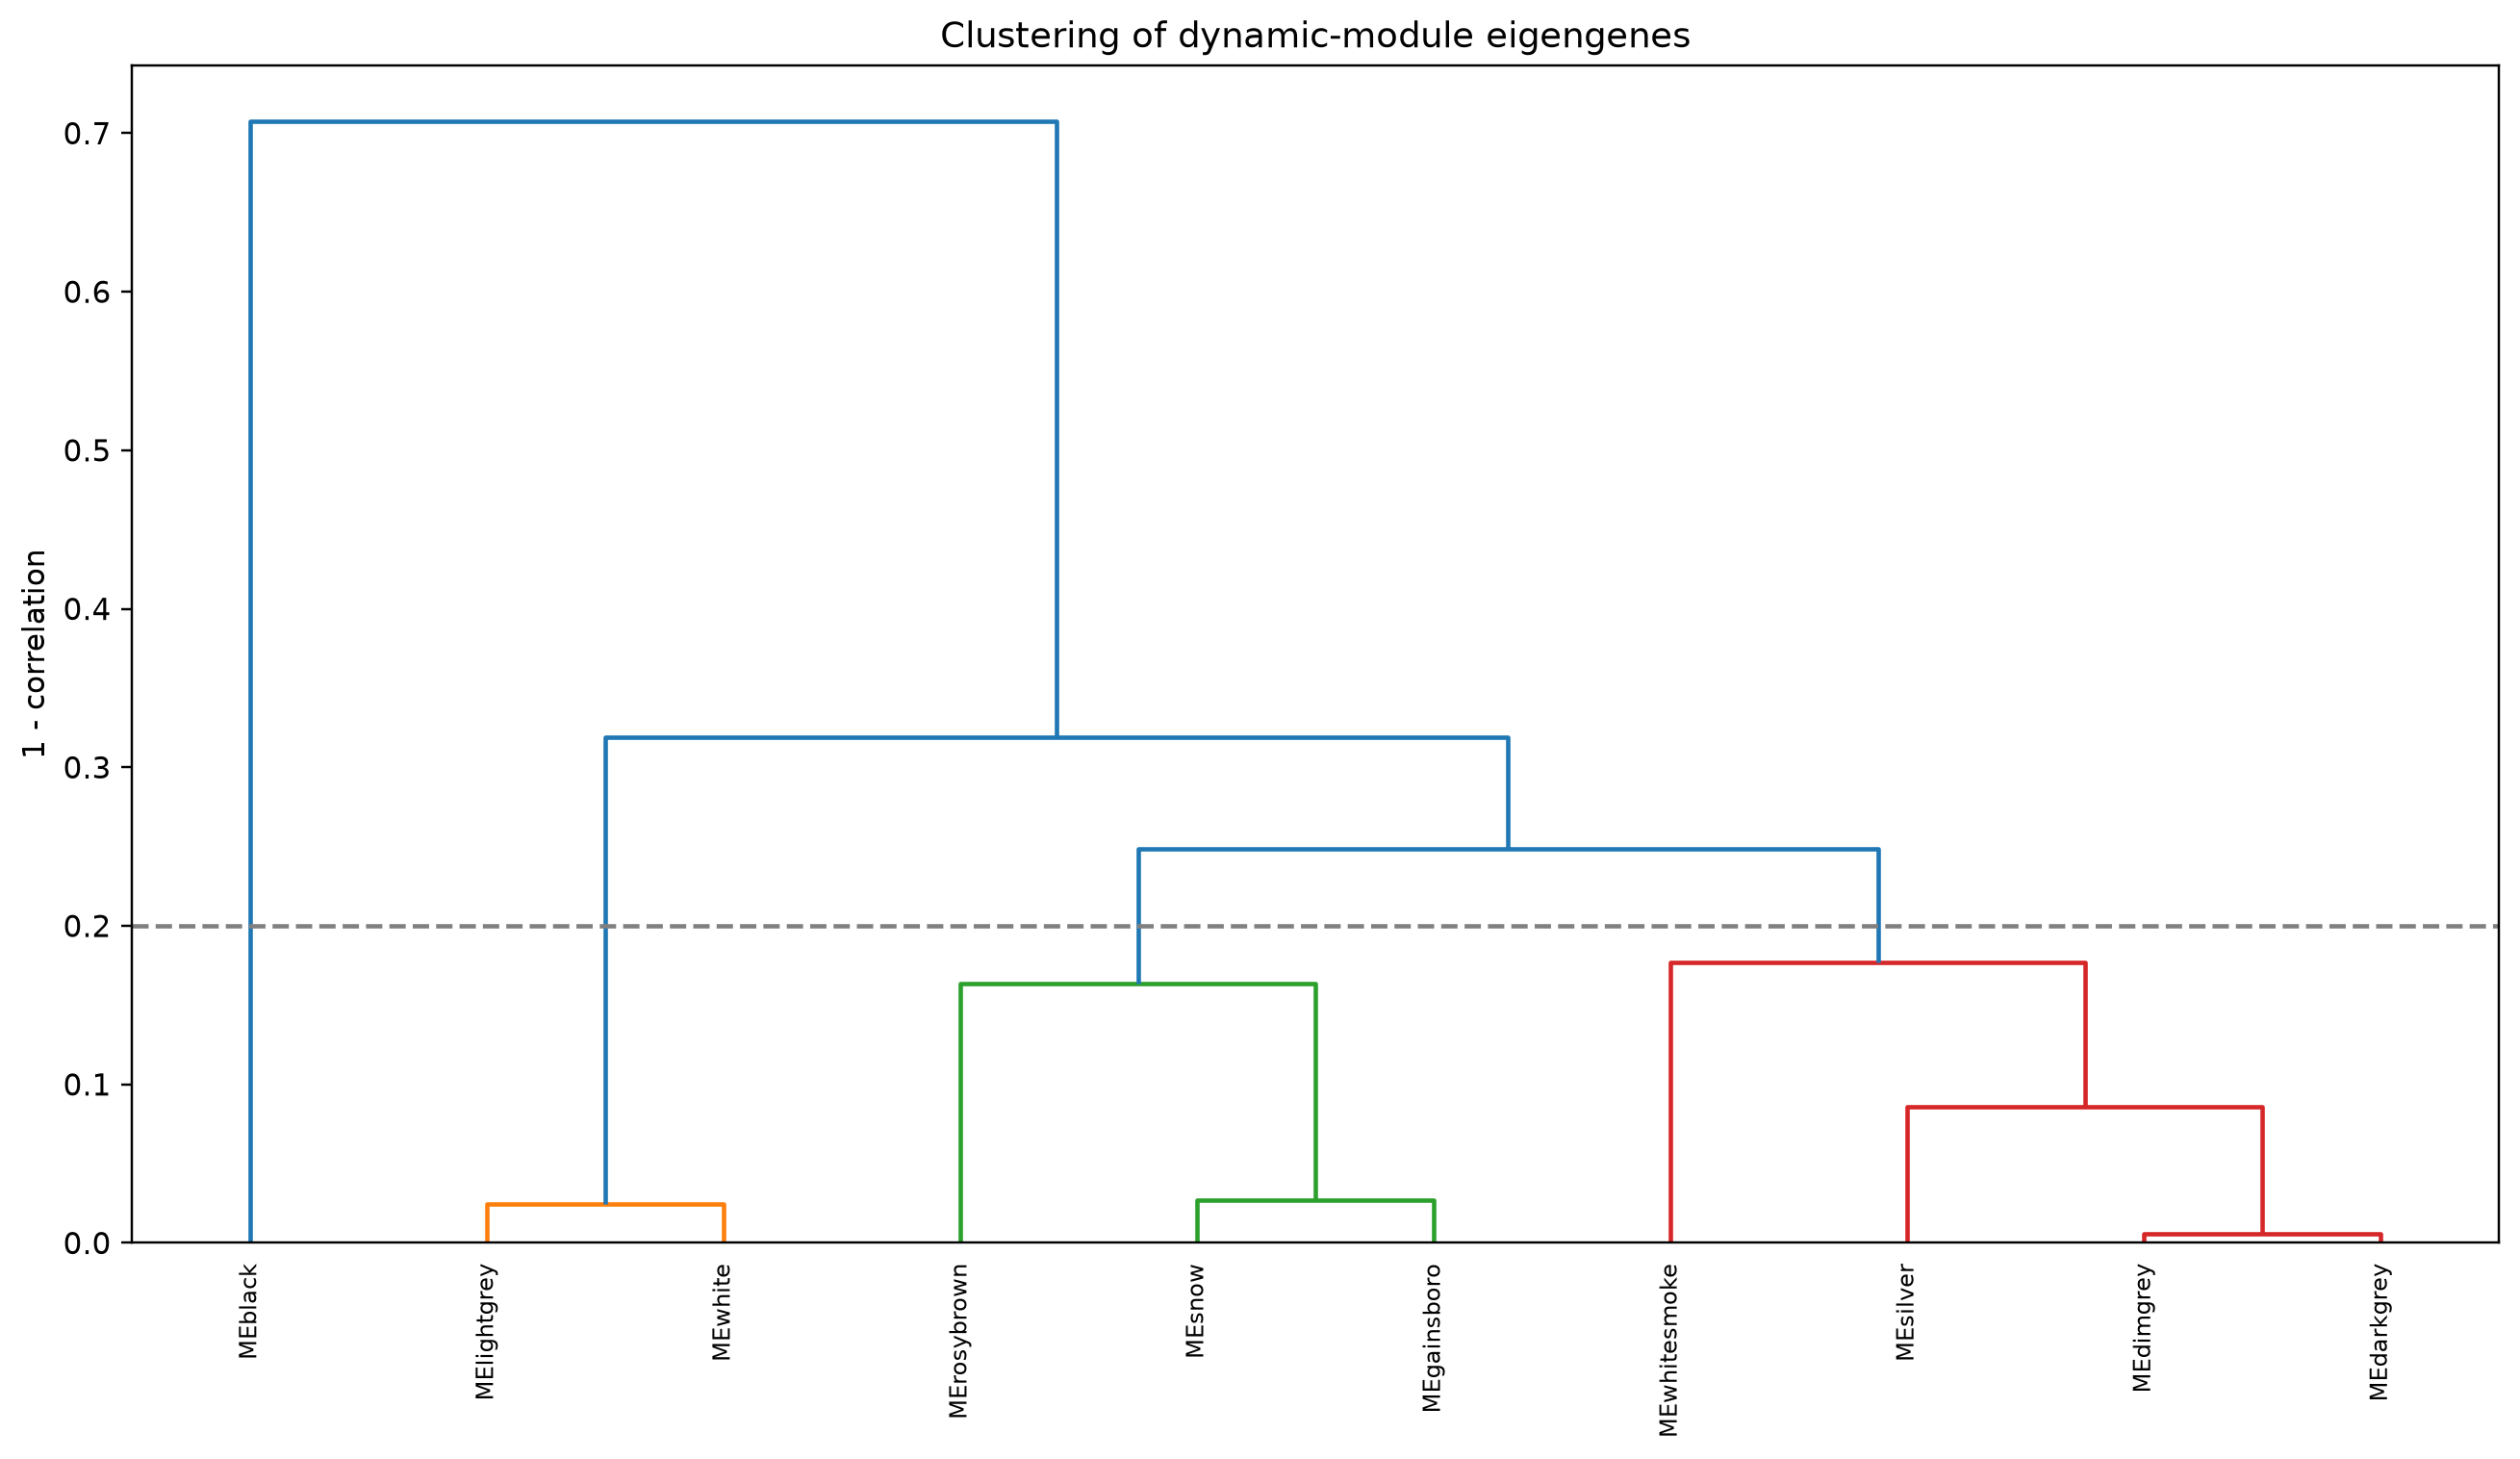 Clustering of dynamic-module eigengenes
1 - correlation
0.7
0.6
0.5
0.4
0.3
0.2
0.1
0.0
MEblack
MElightgrey
MEwhite
MErosybrown
MEsnow
MEgainsboro
MEwhitesmoke
MEsilver
MEdimgrey
MEdarkgrey